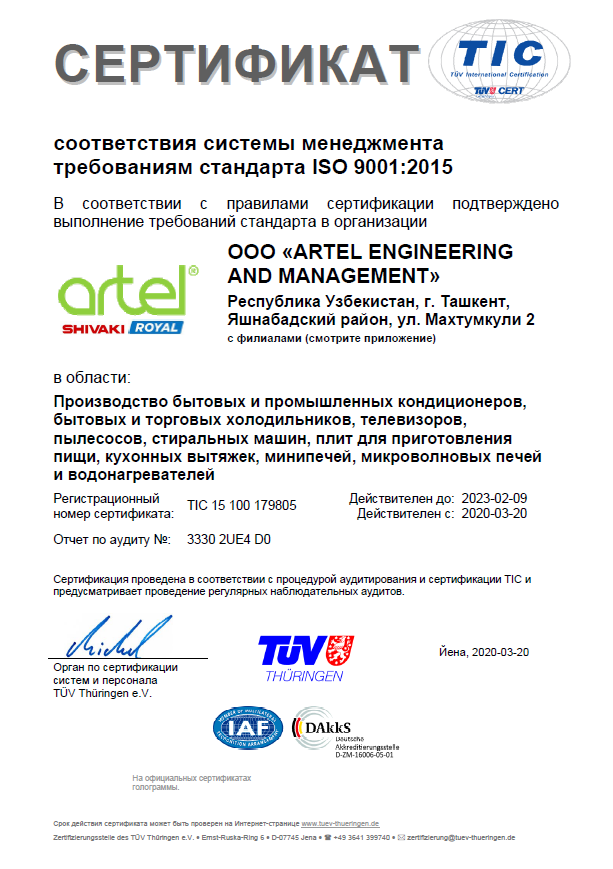 СЕРТИФИКАТ
TIC
TÜV International Certification
TÜV CERT
соответствия системы менеджмента
требованиям стандарта ISO 9001:2015
В соответствии с правилами сертификации подтверждено
выполнение требований стандарта в организации
artel®
SHIVAKI ROYAL
ООО «ARTEL ENGINEERING
AND MANAGEMENT»
Республика Узбекистан, г. Ташкент,
Яшнабадский район, ул. Махтумкули 2
с филиалами (смотрите приложение)
в области:
Производство бытовых и промышленных кондиционеров,
бытовых и торговых холодильников, телевизоров,
пылесосов, стиральных машин, плит для приготовления
пищи, кухонных вытяжек, минипечей, микроволновых печей
и водонагревателей
Регистрационный
номер сертификата: TIC 15 100 179805
Действителен до: 2023-02-09
Действителен с: 2020-03-20
Отчет по аудиту №: 3330 2UE4 D0
Сертификация проведена в соответствии с процедурой аудитирования и сертификации TIC и
предусматривает проведение регулярных наблюдательных аудитов.
Орган по сертификации
систем и персонала
TÜV Thüringen e.V.
TÜV
THÜRINGEN
Йена, 2020-03-20
MEMBER OF MULTILATERAL
IAF
RECOGNITION ARRANGEMENT
DAkkS
Deutsche
Akkreditierungsstelle
D-ZM-16006-05-01
На официальных сертификатах
голограммы.
Срок действия сертификата может быть проверен на Интернет-странице www.tuev-thueringen.de
Zertifizierungsstelle des TÜV Thüringen e.V. • Ernst-Ruska-Ring 6 • D-07745 Jena • ☎ +49 3641 399740 • ✉ zertifizierung@tuev-thueringen.de